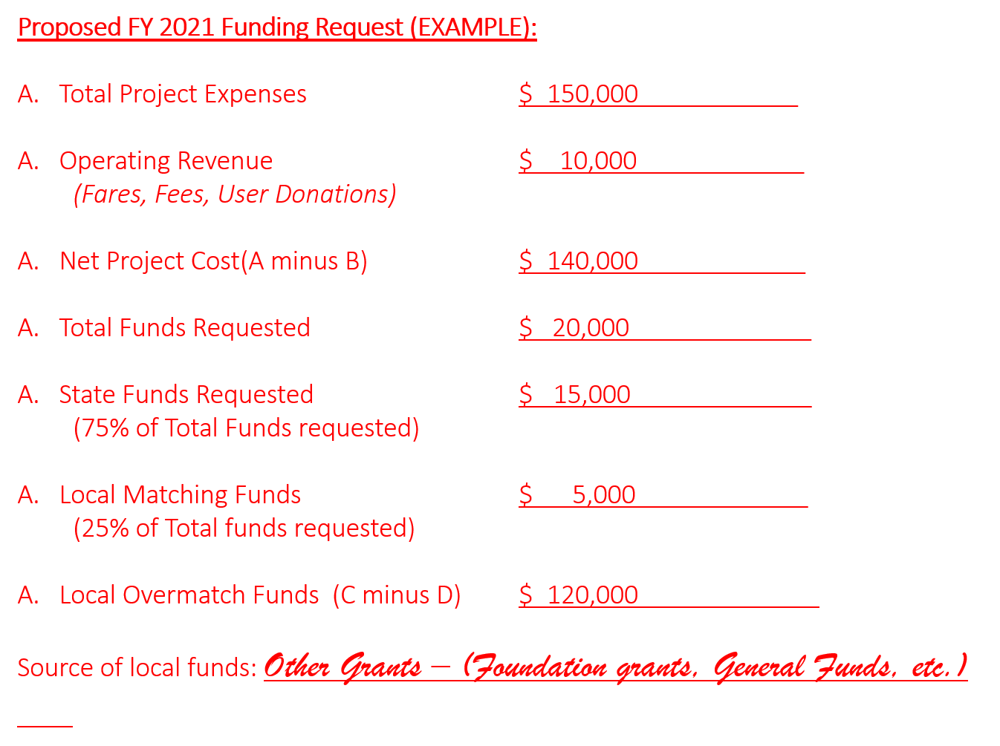 Proposed FY 2021 Funding Request (EXAMPLE):
A. Total Project Expenses $ 150,000
A. Operating Revenue $ 10,000
(Fares, Fees, User Donations)
A. Net Project Cost(A minus B) $ 140,000
A. Total Funds Requested $ 20,000
A. State Funds Requested $ 15,000
(75% of Total Funds requested)
A. Local Matching Funds $ 5,000
(25% of Total funds requested)
A. Local Overmatch Funds (C minus D) $ 120,000
Source of local funds: Other Grants – (Foundation grants, General Funds, etc.)